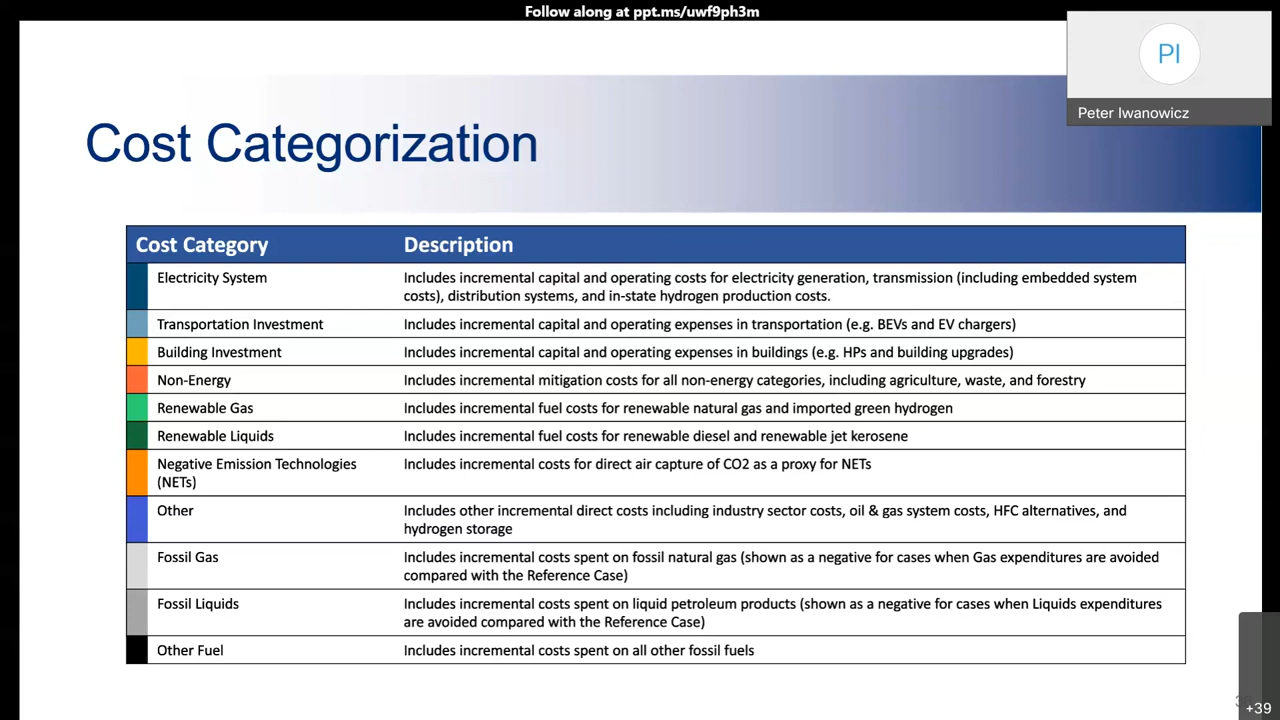 Follow along at ppt.ms/uwf9ph3m
PI
Peter Iwanowicz
Cost Categorization
Cost Category Description
Electricity System Includes incremental capital and operating costs for electricity generation, transmission (including embedded system
costs), distribution systems, and in-state hydrogen production costs.
Transportation Investment Includes incremental capital and operating expenses in transportation (e.g. BEVs and EV chargers)
Building Investment Includes incremental capital and operating expenses in buildings (e.g. HPs and building upgrades)
Non-Energy Includes incremental mitigation costs for all non-energy categories, including agriculture, waste, and forestry
Renewable Gas Includes incremental fuel costs for renewable natural gas and imported green hydrogen
Renewable Liquids Includes incremental fuel costs for renewable diesel and renewable jet kerosene
Negative Emission Technologies Includes incremental costs for direct air capture of CO2 as a proxy for NETs
(NETs)
Other Includes other incremental direct costs including industry sector costs, oil & gas system costs, HFC alternatives, and
hydrogen storage
Fossil Gas Includes incremental costs spent on fossil natural gas (shown as a negative for cases when Gas expenditures are avoided
compared with the Reference Case)
Fossil Liquids Includes incremental costs spent on liquid petroleum products (shown as a negative for cases when Liquids expenditures
are avoided compared with the Reference Case)
Other Fuel Includes incremental costs spent on all other fossil fuels
+39